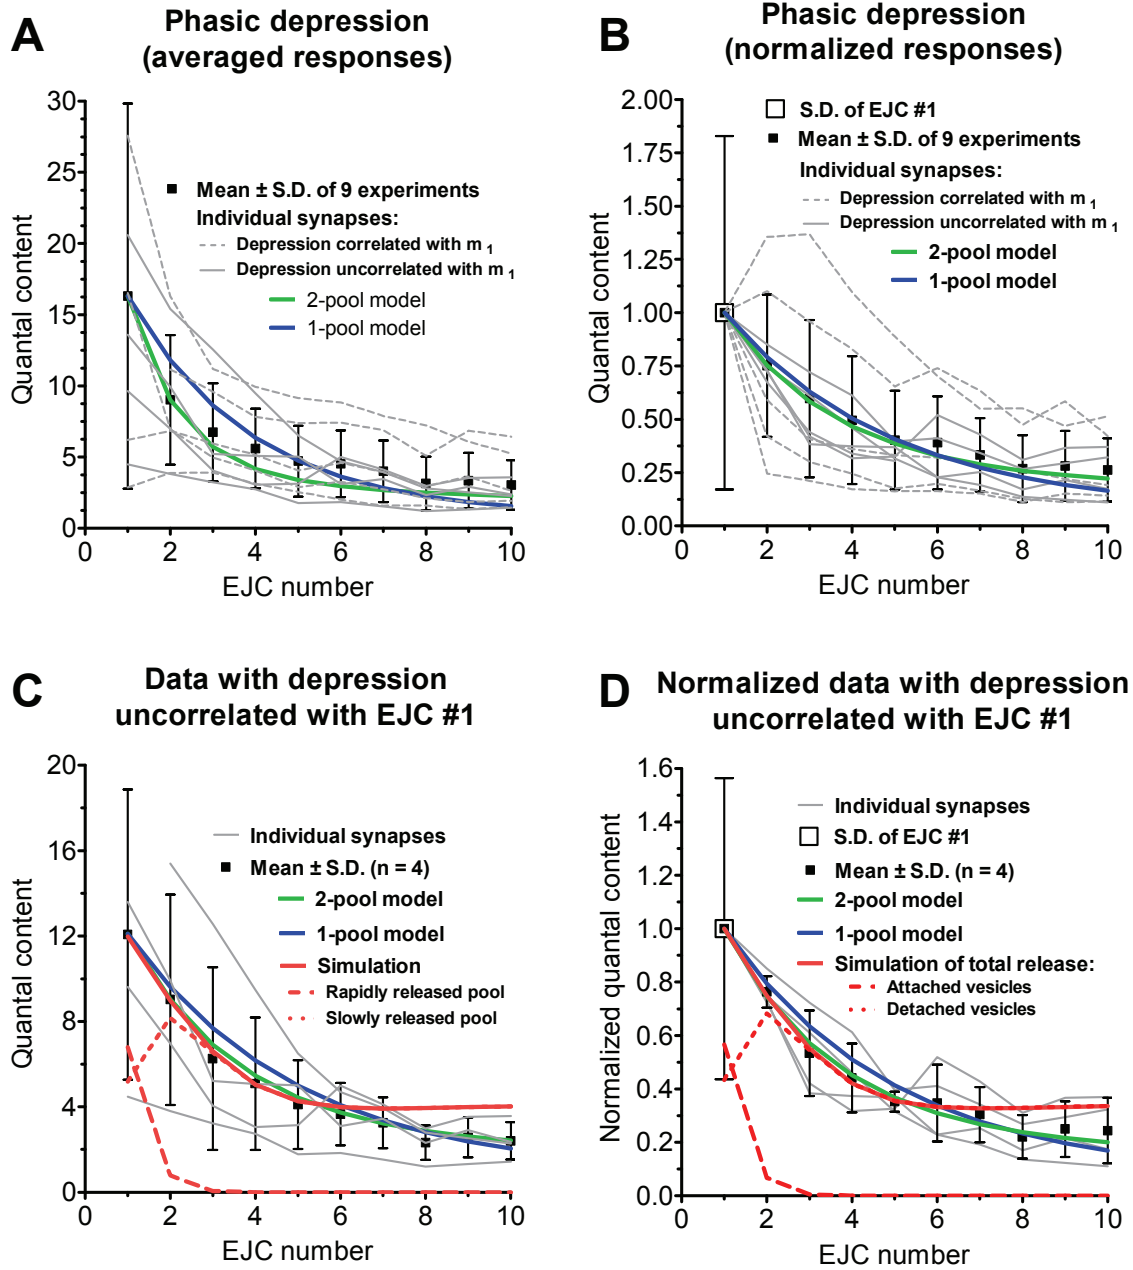 A
Phasic depression
(averaged responses)
30
25
20
15
10
5
0
Quantal content
Mean ± S.D. of 9 experiments
Individual synapses:
Depression correlated with m 1
Depression uncorrelated with m 1
2-pool model
1-pool model
0 2 4 6 8 10
EJC number
B
Phasic depression
(normalized responses)
2.00
1.75
1.50
1.25
1.00
0.75
0.50
0.25
0.00
Quantal content
S.D. of EJC #1
Mean ± S.D. of 9 experiments
Individual synapses:
Depression correlated with m 1
Depression uncorrelated with m 1
2-pool model
1-pool model
0 2 4 6 8 10
EJC number
C
Data with depression
uncorrelated with EJC #1
20
16
12
8
4
0
Quantal content
Individual synapses
Mean ± S.D. (n = 4)
2-pool model
1-pool model
Simulation
Rapidly released pool
Slowly released pool
0 2 4 6 8 10
EJC number
D
Normalized data with depression
uncorrelated with EJC #1
1.6
1.4
1.2
1.0
0.8
0.6
0.4
0.2
0.0
Normalized quantal content
Individual synapses
S.D. of EJC #1
Mean ± S.D. (n = 4)
2-pool model
1-pool model
Simulation of total release:
Attached vesicles
Detached vesicles
0 2 4 6 8 10
EJC number